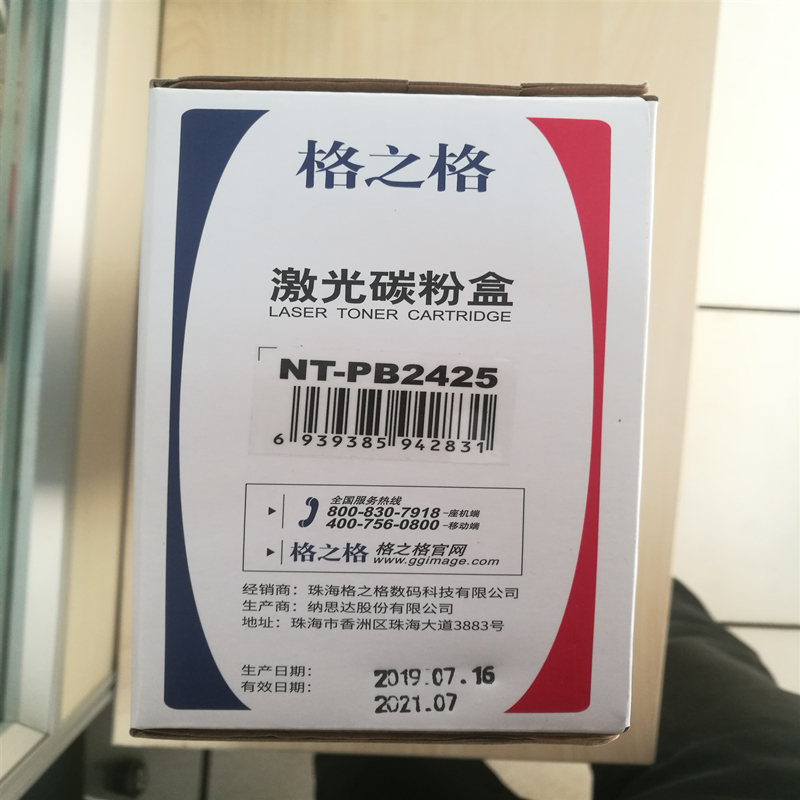 格之格
激光碳粉盒
LASER TONER CARTRIDGE
NT-PB2425
6 939385 942831
全国服务热线
800-830-7918-座机端
400-756-0800-移动端
格之格 格之格官网
www.ggimage.com
经销商：珠海格之格数码科技有限公司
生产商：纳思达股份有限公司
地址：珠海市香洲区珠海大道3883号
生产日期： 2019.07.16
有效日期： 2021.07